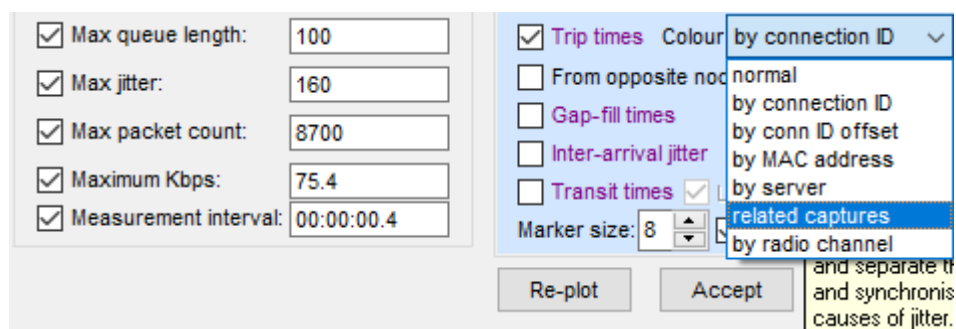 Max queue length: 100
Max jitter: 160
Max packet count: 8700
Maximum Kbps: 75.4
Measurement interval: 00:00:00.4
Trip times Colour by connection ID
From opposite
Gap-fill times
Inter-arrival jitter
Transit times
Marker size: 8
normal
by connection ID
by conn ID offset
by MAC address
by server
related captures
by radio channel
Re-plot Accept
and separate
and
causes of jitter.